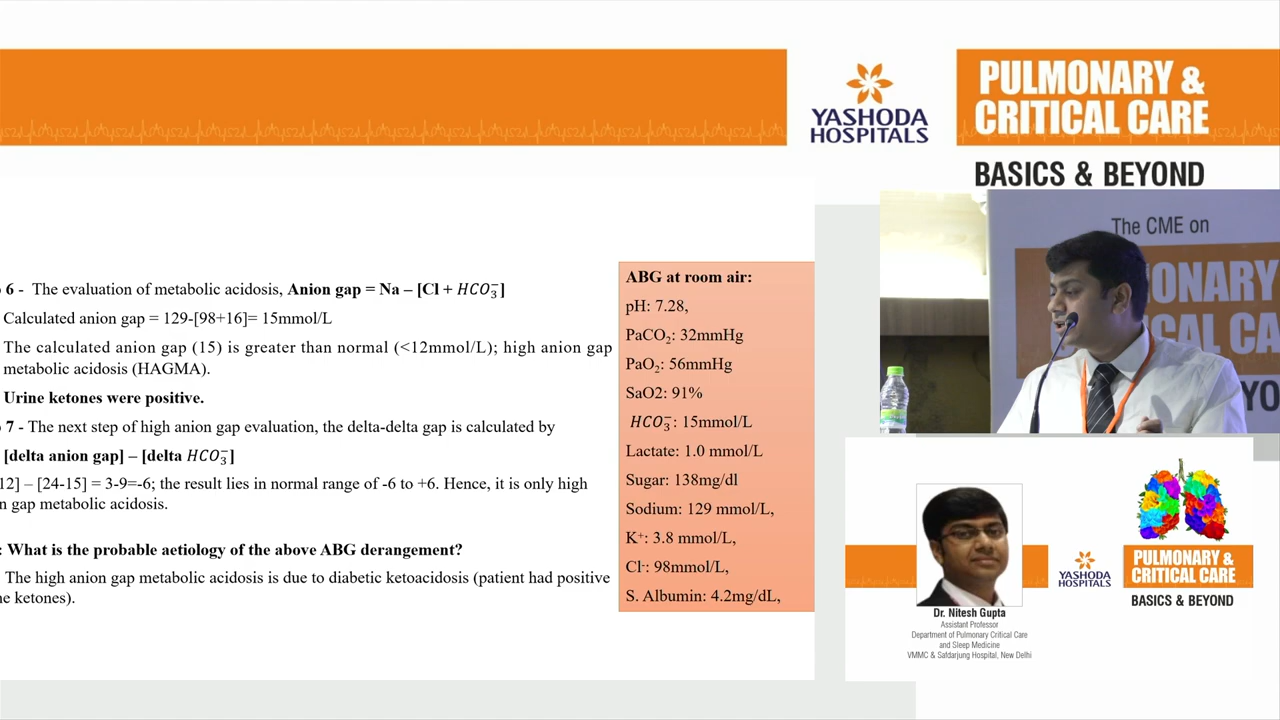 YASHODA
HOSPITALS
PULMONARY &
CRITICAL CARE
BASICS & BEYOND
6 - The evaluation of metabolic acidosis, Anion gap = Na – [Cl + HCO₃⁻]
Calculated anion gap = 129-[98+16]= 15mmol/L
The calculated anion gap (15) is greater than normal (<12mmol/L); high anion gap
metabolic acidosis (HAGMA).
Urine ketones were positive.
7 - The next step of high anion gap evaluation, the delta-delta gap is calculated by
[delta anion gap] – [delta HCO₃⁻]
12] – [24-15] = 3-9=-6; the result lies in normal range of -6 to +6. Hence, it is only high
gap metabolic acidosis.
: What is the probable aetiology of the above ABG derangement?
The high anion gap metabolic acidosis is due to diabetic ketoacidosis (patient had positive
ketones).
ABG at room air:
pH: 7.28,
PaCO₂: 32mmHg
PaO₂: 56mmHg
SaO2: 91%
HCO₃⁻: 15mmol/L
Lactate: 1.0 mmol/L
Sugar: 138mg/dl
Sodium: 129 mmol/L,
K⁺: 3.8 mmol/L,
Cl⁻: 98mmol/L,
S. Albumin: 4.2mg/dL,
The CME on
MONARY
CAL CA
YO
Dr. Nitesh Gupta
Assistant Professor
Department of Pulmonary Critical Care
and Sleep Medicine
VMMC & Safdarjung Hospital, New Delhi
YASHODA
HOSPITALS
PULMONARY &
CRITICAL CARE
BASICS & BEYOND